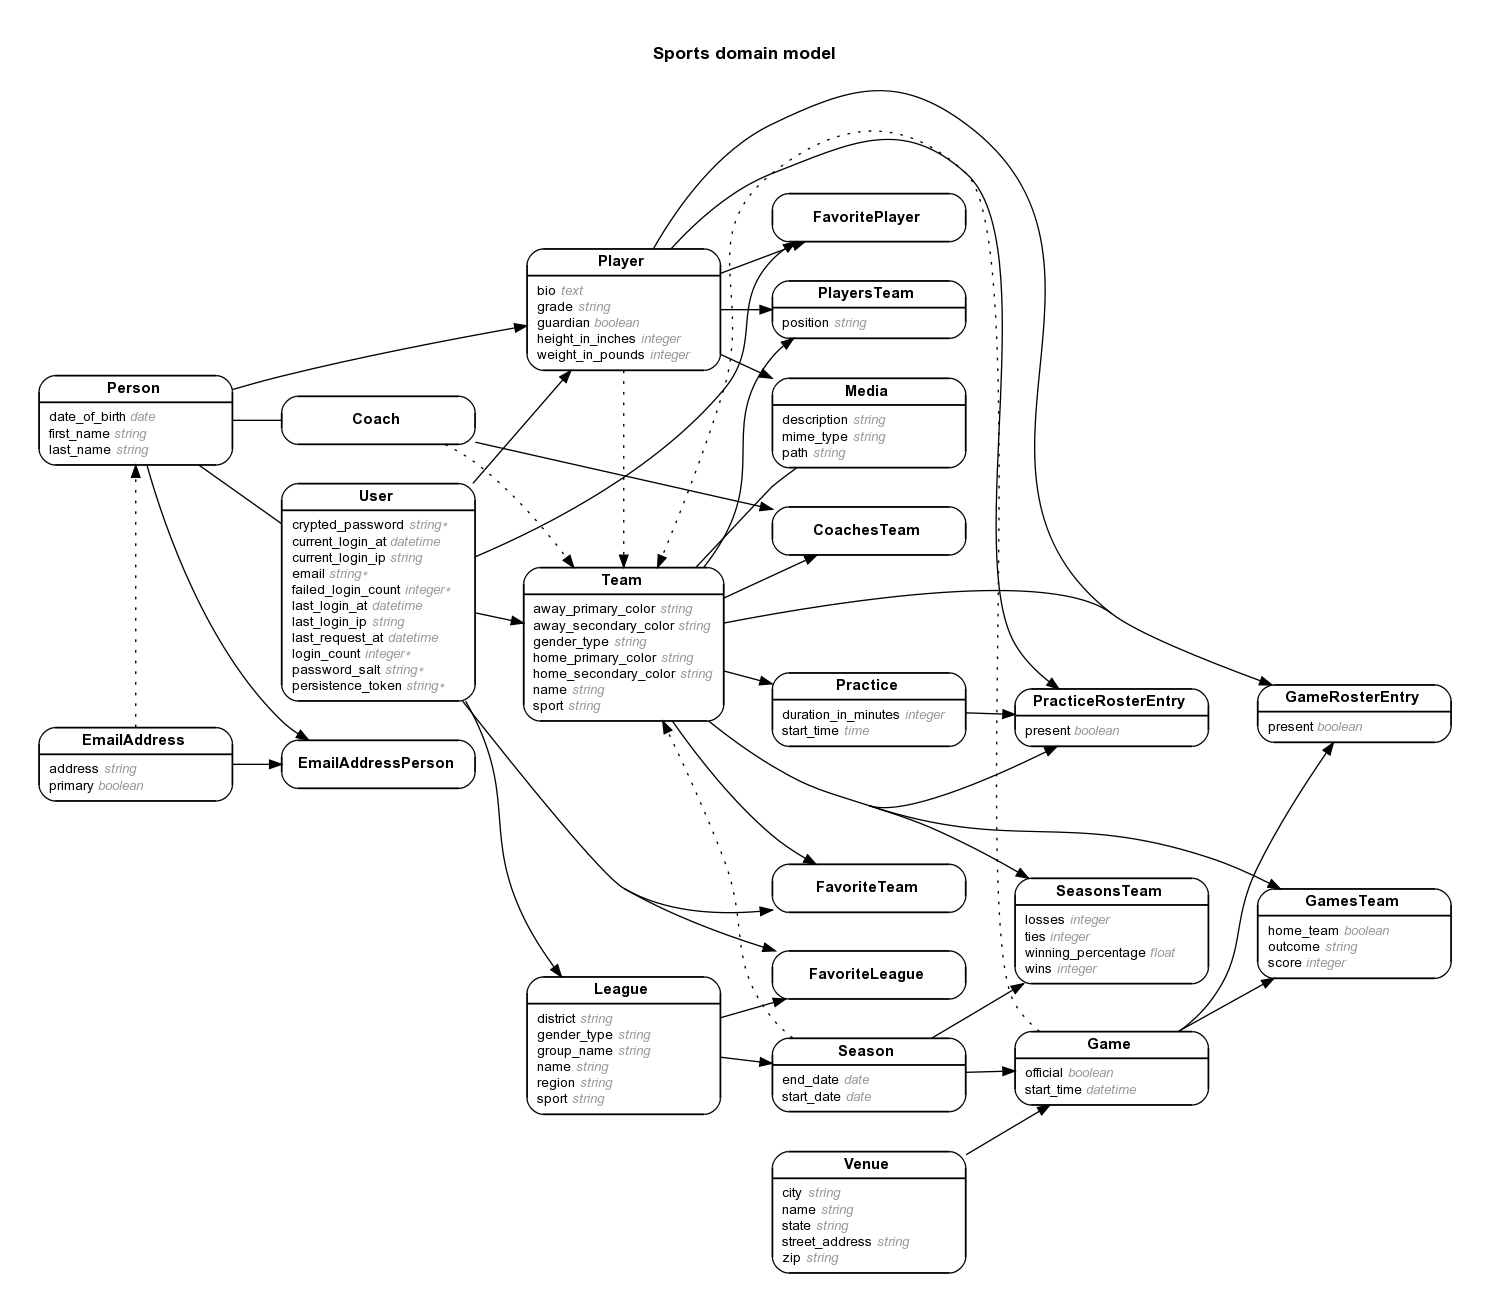 Sports domain model
FavoritePlayer
Player
bio text
grade string
guardian boolean
height_in_inches integer
weight_in_pounds integer
PlayersTeam
position string
Person
date_of_birth date
first_name string
last_name string
Coach
Media
description string
mime_type string
path string
User
crypted_password string*
current_login_at datetime
current_login_ip string
email string*
failed_login_count integer*
last_login_at datetime
last_login_ip string
last_request_at datetime
login_count integer*
password_salt string*
persistence_token string*
CoachesTeam
Team
away_primary_color string
away_secondary_color string
gender_type string
home_primary_color string
home_secondary_color string
name string
sport string
Practice
duration_in_minutes integer
start_time time
PracticeRosterEntry
present boolean
GameRosterEntry
present boolean
EmailAddress
address string
primary boolean
EmailAddressPerson
FavoriteTeam
SeasonsTeam
losses integer
ties integer
winning_percentage float
wins integer
GamesTeam
home_team boolean
outcome string
score integer
FavoriteLeague
League
district string
gender_type string
group_name string
name string
region string
sport string
Season
end_date date
start_date date
Game
official boolean
start_time datetime
Venue
city string
name string
state string
street_address string
zip string